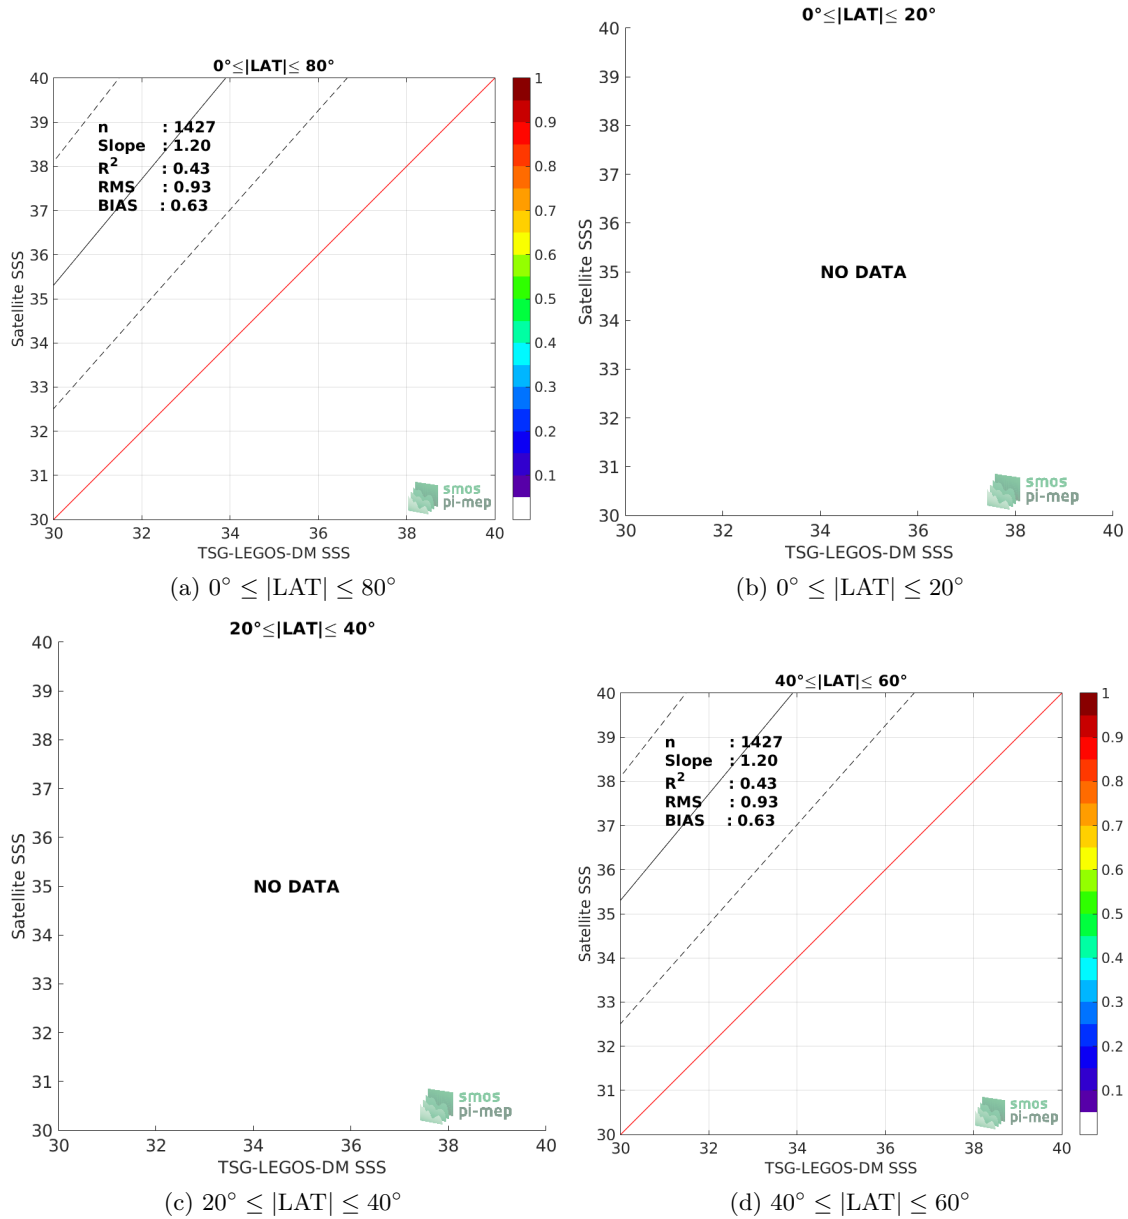 0°≤|LAT|≤ 80°
40
39
38
37
36
35
34
33
32
31
30
Satellite SSS
n : 1427
Slope : 1.20
R² : 0.43
RMS : 0.93
BIAS : 0.63
smos
pi-mep
30 32 34 36 38 40
TSG-LEGOS-DM SSS
1
0.9
0.8
0.7
0.6
0.5
0.4
0.3
0.2
0.1
(a) 0° ≤ |LAT| ≤ 80°
0°≤|LAT|≤ 20°
40
39
38
37
36
35
34
33
32
31
30
Satellite SSS
NO DATA
smos
pi-mep
30 32 34 36 38 40
TSG-LEGOS-DM SSS
(b) 0° ≤ |LAT| ≤ 20°
20°≤|LAT|≤ 40°
40
39
38
37
36
35
34
33
32
31
30
Satellite SSS
NO DATA
smos
pi-mep
30 32 34 36 38 40
TSG-LEGOS-DM SSS
(c) 20° ≤ |LAT| ≤ 40°
40°≤|LAT|≤ 60°
40
39
38
37
36
35
34
33
32
31
30
Satellite SSS
n : 1427
Slope : 1.20
R² : 0.43
RMS : 0.93
BIAS : 0.63
smos
pi-mep
30 32 34 36 38 40
TSG-LEGOS-DM SSS
1
0.9
0.8
0.7
0.6
0.5
0.4
0.3
0.2
0.1
(d) 40° ≤ |LAT| ≤ 60°